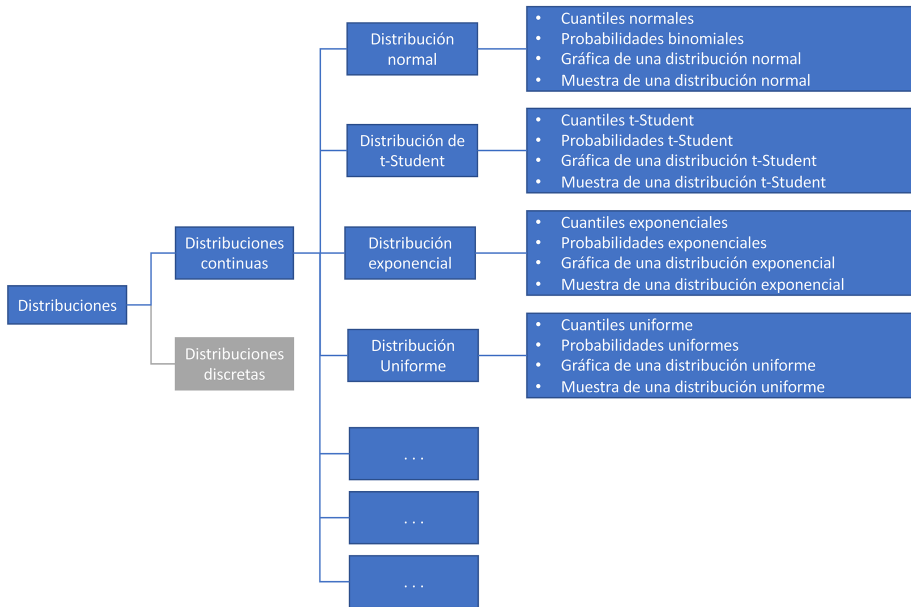 Distribuciones
Distribuciones
continuas
Distribuciones
discretas
Distribución
normal
• Cuantiles normales
• Probabilidades binomiales
• Gráfica de una distribución normal
• Muestra de una distribución normal
Distribución de
t-Student
• Cuantiles t-Student
• Probabilidades t-Student
• Gráfica de una distribución t-Student
• Muestra de una distribución t-Student
Distribución
exponencial
• Cuantiles exponenciales
• Probabilidades exponenciales
• Gráfica de una distribución exponencial
• Muestra de una distribución exponencial
Distribución
Uniforme
• Cuantiles uniforme
• Probabilidades uniformes
• Gráfica de una distribución uniforme
• Muestra de una distribución uniforme
. . .
. . .
. . .